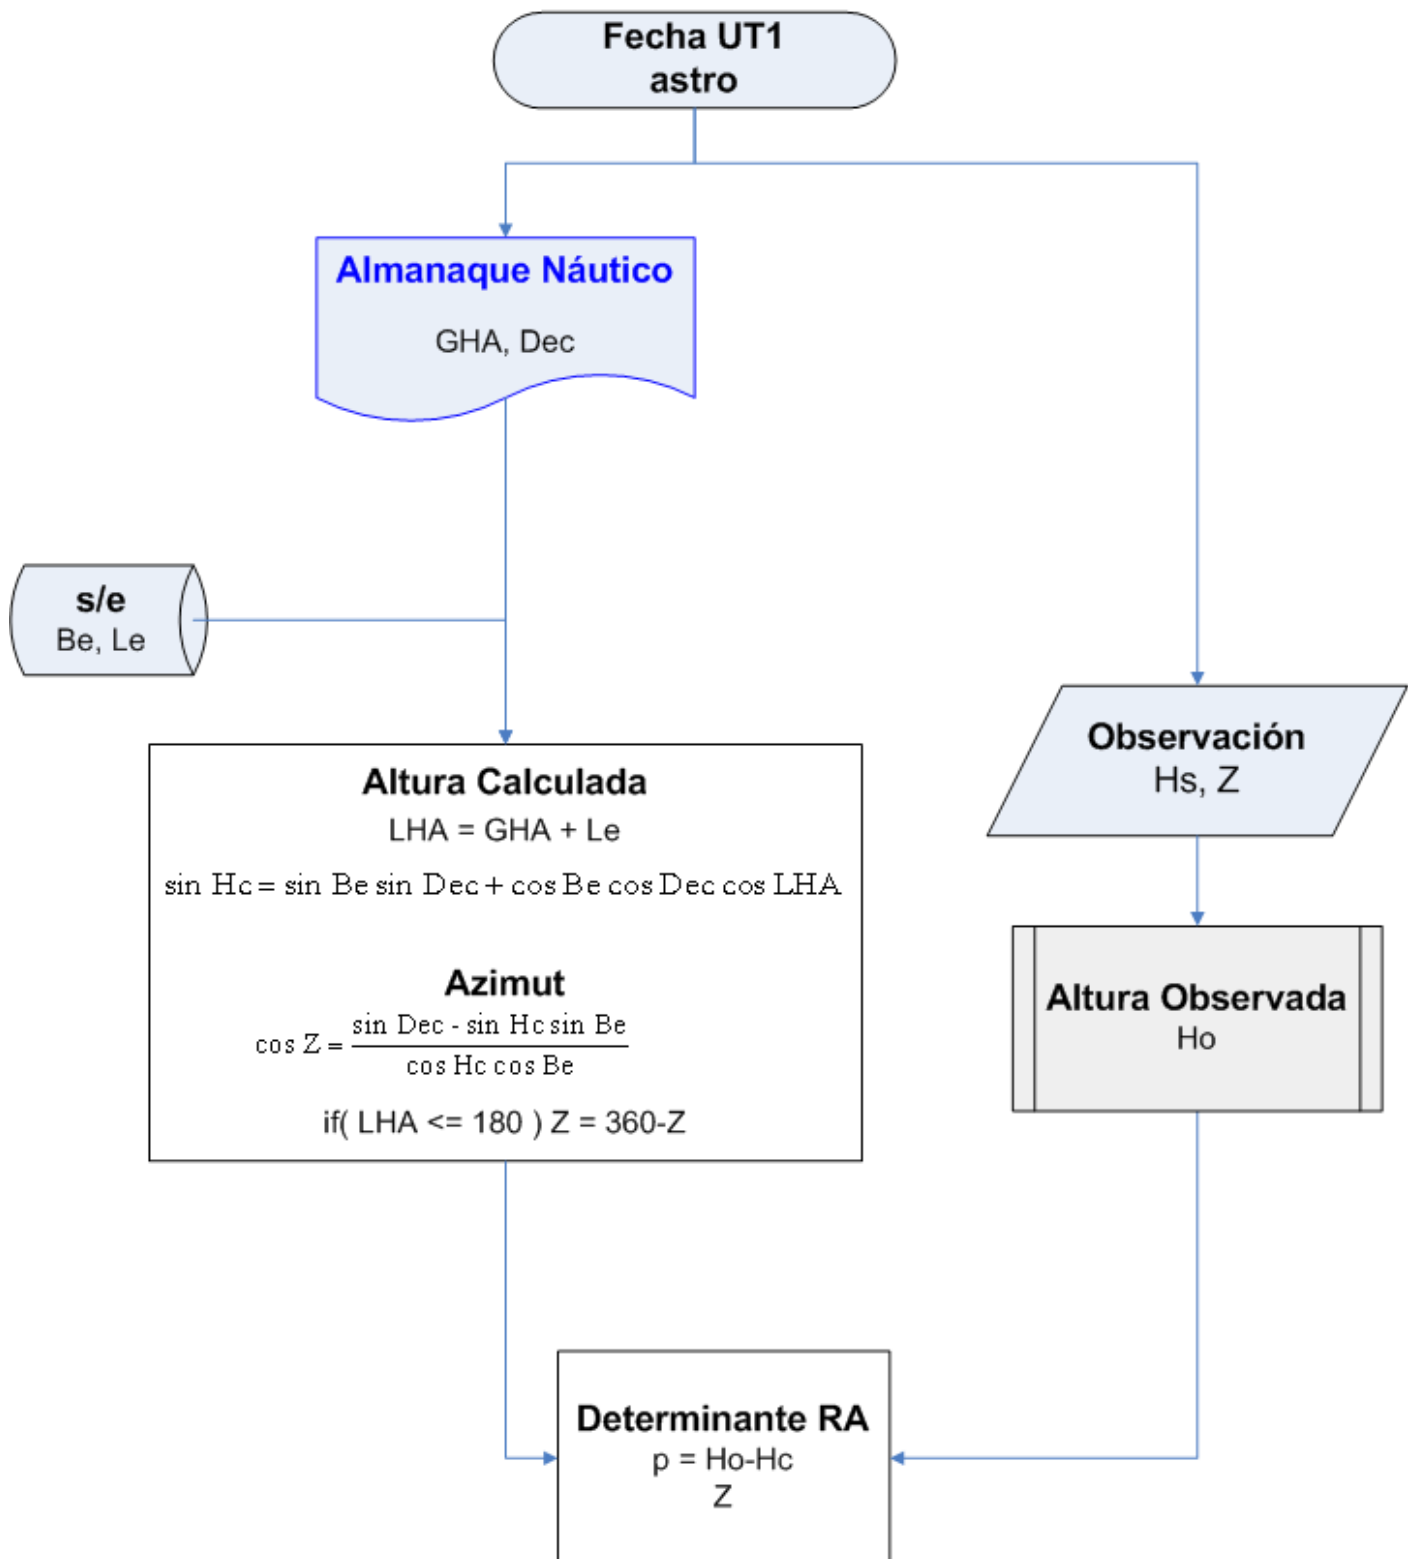 Fecha UT1
astro
Almanaque Náutico
GHA, Dec
s/e
Be, Le
Altura Calculada
LHA = GHA + Le
sin Hc = sin Be sin Dec + cos Be cos Dec cos LHA
Azimut
cos Z = (sin Dec - sin Hc sin Be) / (cos Hc cos Be)
if( LHA <= 180 ) Z = 360-Z
Observación
Hs, Z
Altura Observada
Ho
Determinante RA
p = Ho-Hc
Z